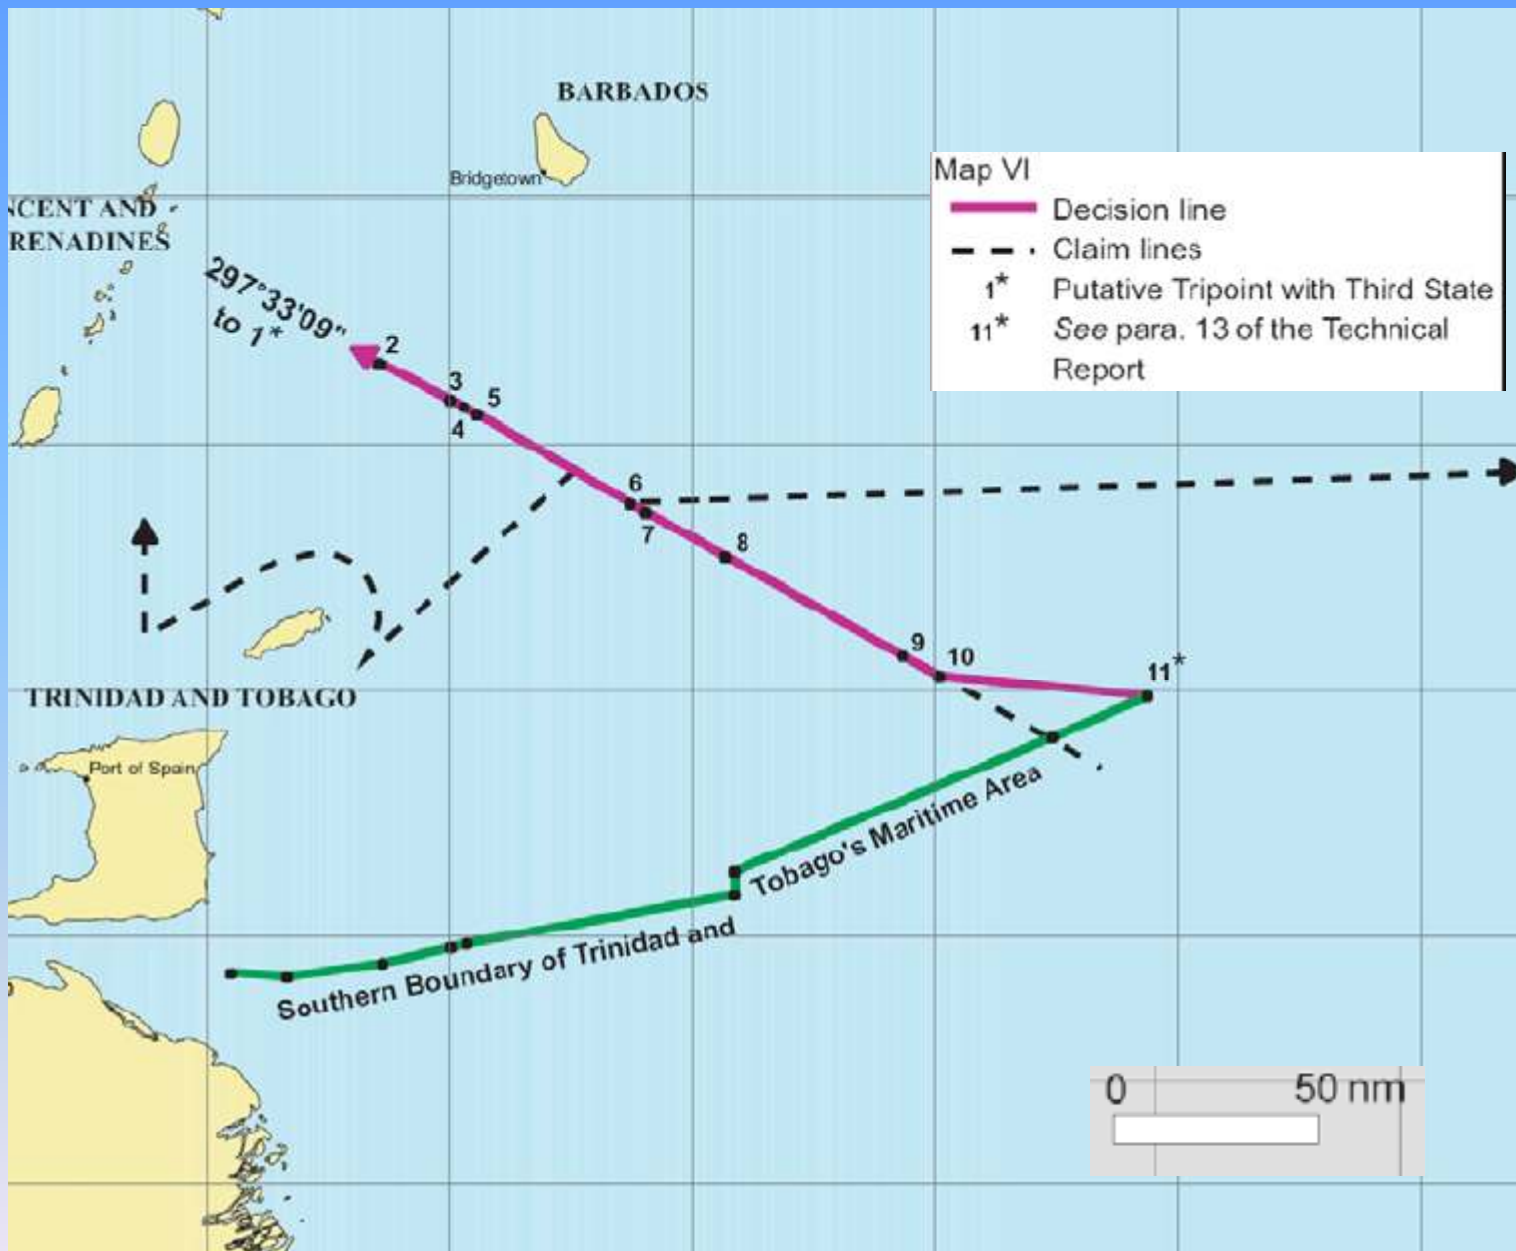 BARBADOS
Bridgetown
NCENT AND
RENADINES
Map VI
Decision line
Claim lines
1* Putative Tripoint with Third State
11* See para. 13 of the Technical
Report
297°33'09"
to 1*
2
3
4
5
6
7
8
9
10
11*
TRINIDAD AND TOBAGO
Port of Spain
Tobago's Maritime Area
Southern Boundary of Trinidad and
0 50 nm